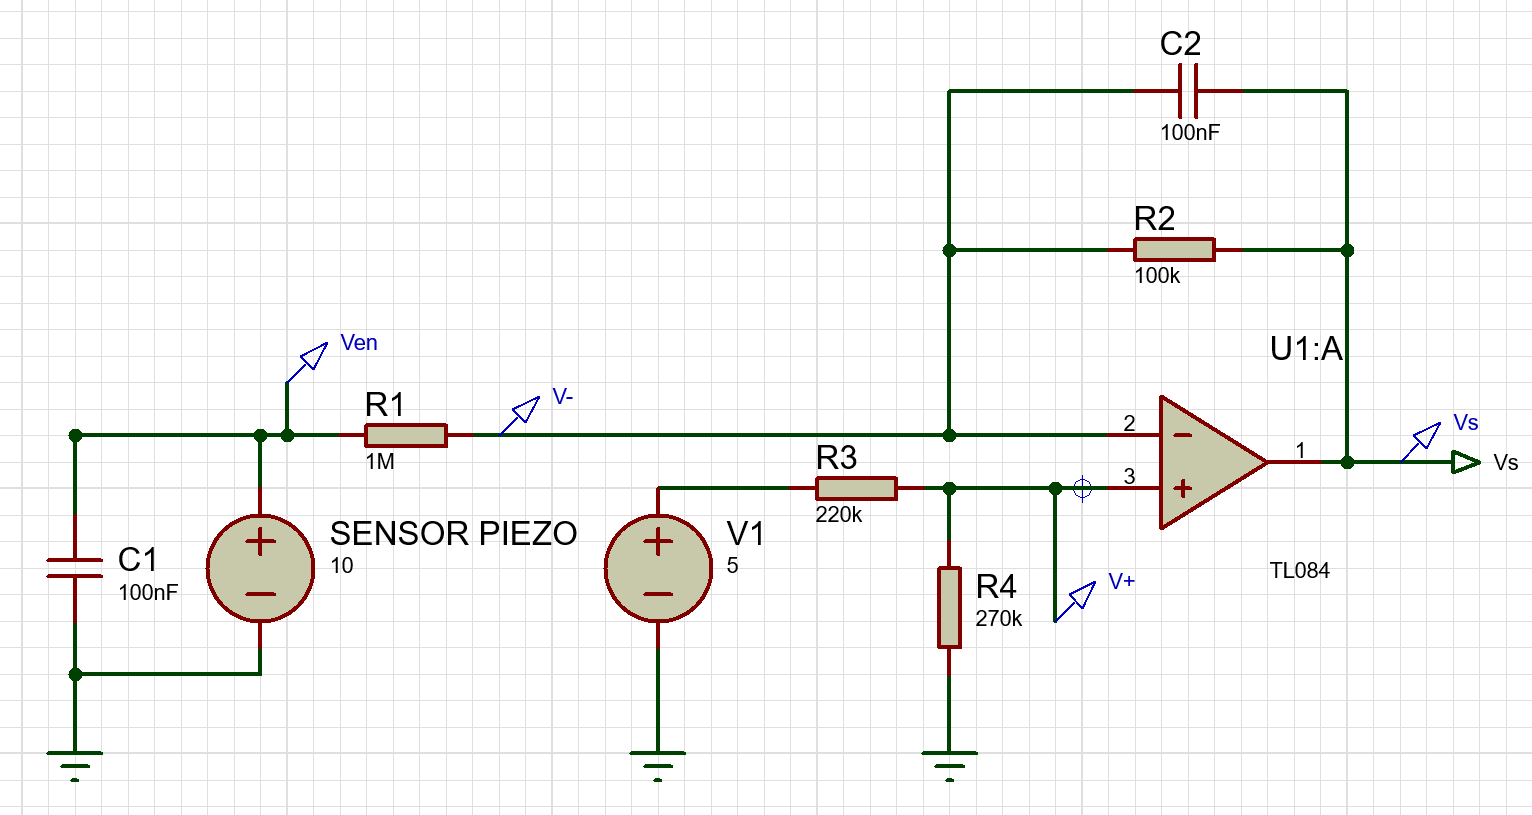 C2
100nF
R2
100k
U1:A
Ven
V-
R1
1M
2
3
1
Vs
Vs
R3
220k
C1
100nF
SENSOR PIEZO
10
V1
5
R4
270k
V+
TL084